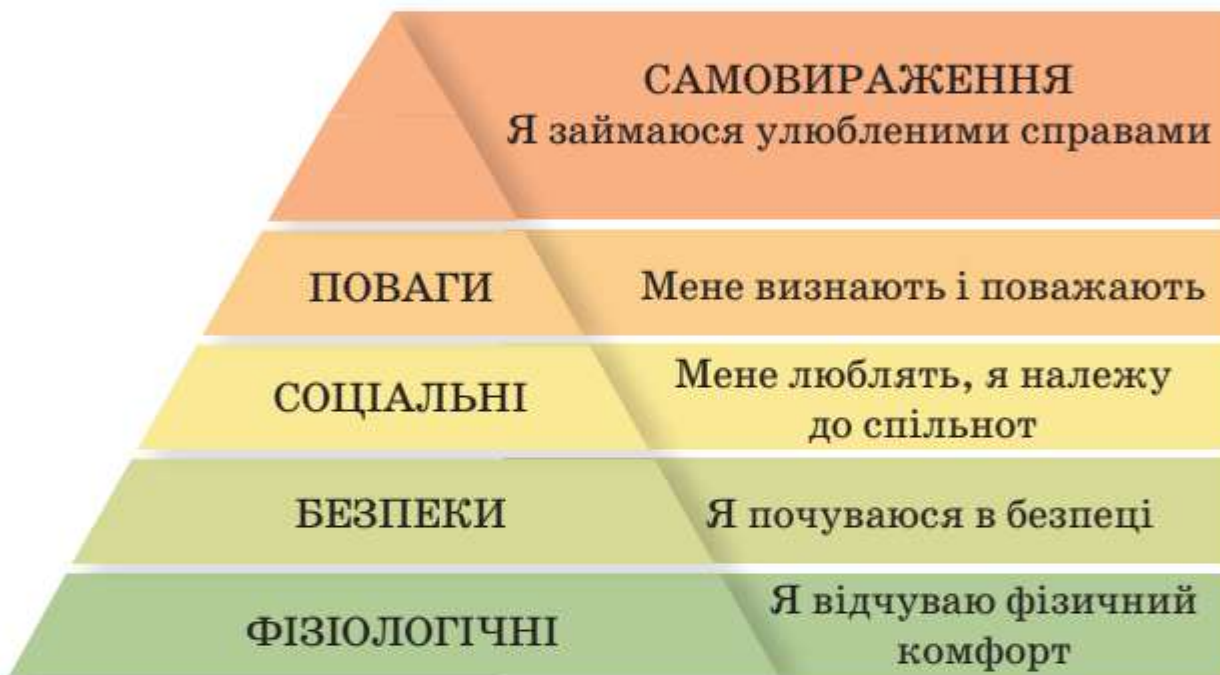 САМОВИРАЖЕННЯ
Я займаюся улюбленими справами
ПОВАГИ
Мене визнають і поважають
СОЦІАЛЬНІ
Мене люблять, я належу
до спільнот
БЕЗПЕКИ
Я почуваюся в безпеці
ФІЗІОЛОГІЧНІ
Я відчуваю фізичний
комфорт